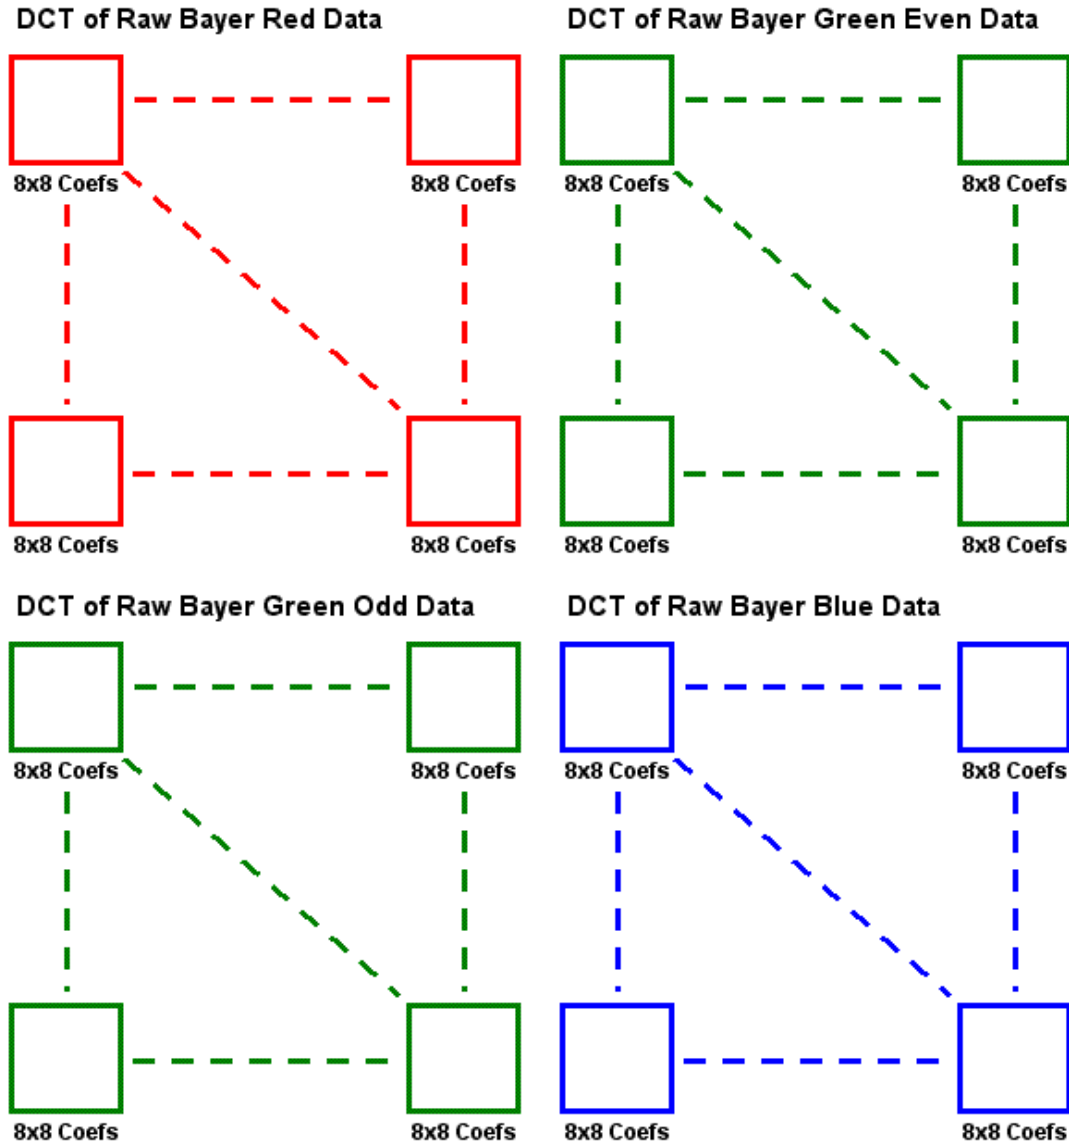 DCT of Raw Bayer Red Data
DCT of Raw Bayer Green Even Data
8x8 Coefs
8x8 Coefs
8x8 Coefs
8x8 Coefs
8x8 Coefs
8x8 Coefs
8x8 Coefs
8x8 Coefs
DCT of Raw Bayer Green Odd Data
DCT of Raw Bayer Blue Data
8x8 Coefs
8x8 Coefs
8x8 Coefs
8x8 Coefs
8x8 Coefs
8x8 Coefs
8x8 Coefs
8x8 Coefs